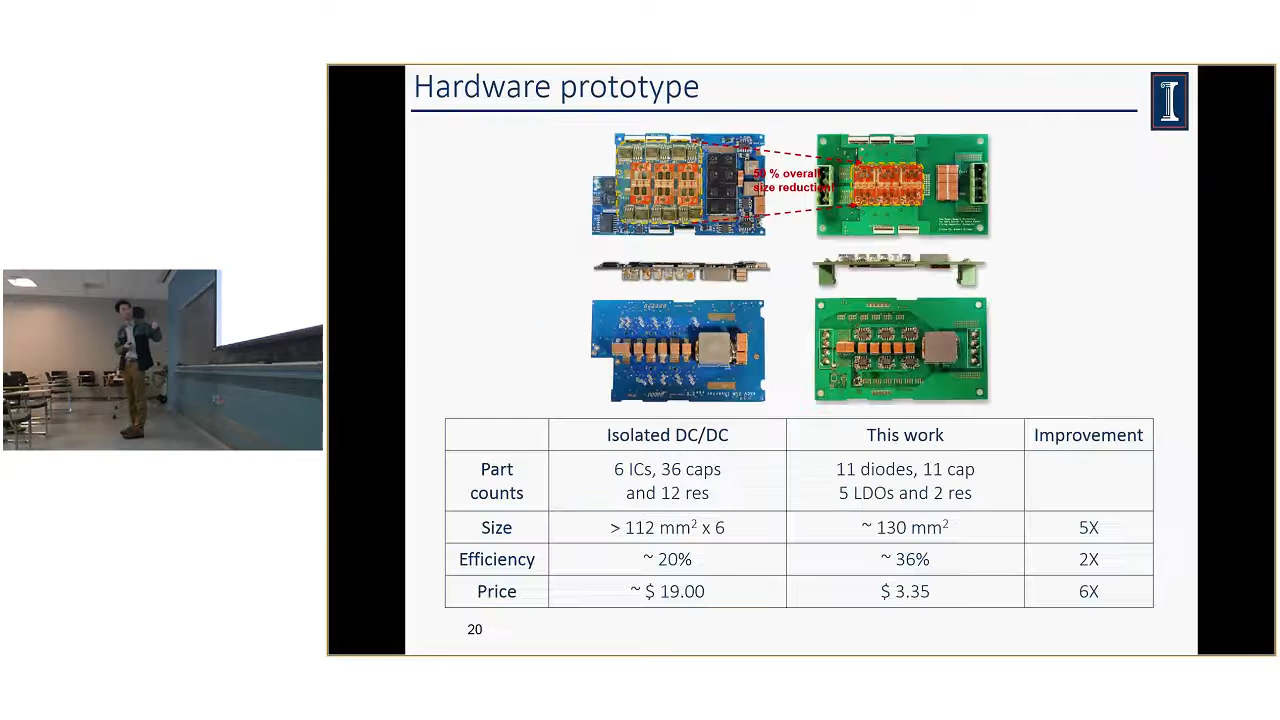 Hardware prototype
50 % overall
size reduction!
Isolated DC/DC
This work
Improvement
Part counts
6 ICs, 36 caps and 12 res
11 diodes, 11 cap 5 LDOs and 2 res
Size
> 112 mm² x 6
~ 130 mm²
5X
Efficiency
~ 20%
~ 36%
2X
Price
~ $ 19.00
$ 3.35
6X
20